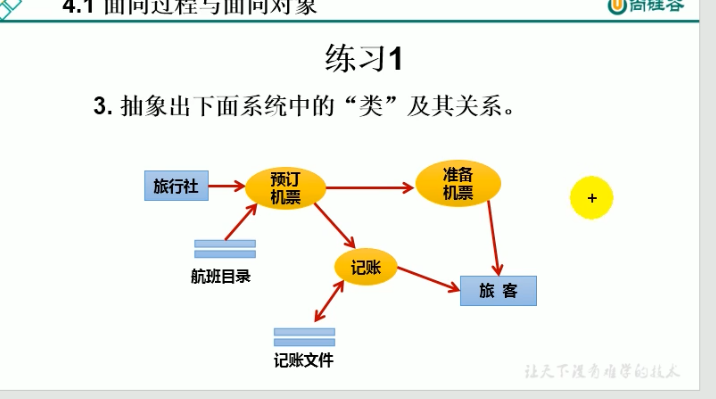 4.1 面向过程与面向对象
尚硅谷
练习1
3. 抽象出下面系统中的“类”及其关系。
旅行社
预订
机票
准备
机票
航班目录
记账
旅 客
记账文件
让天下没有难学的技术